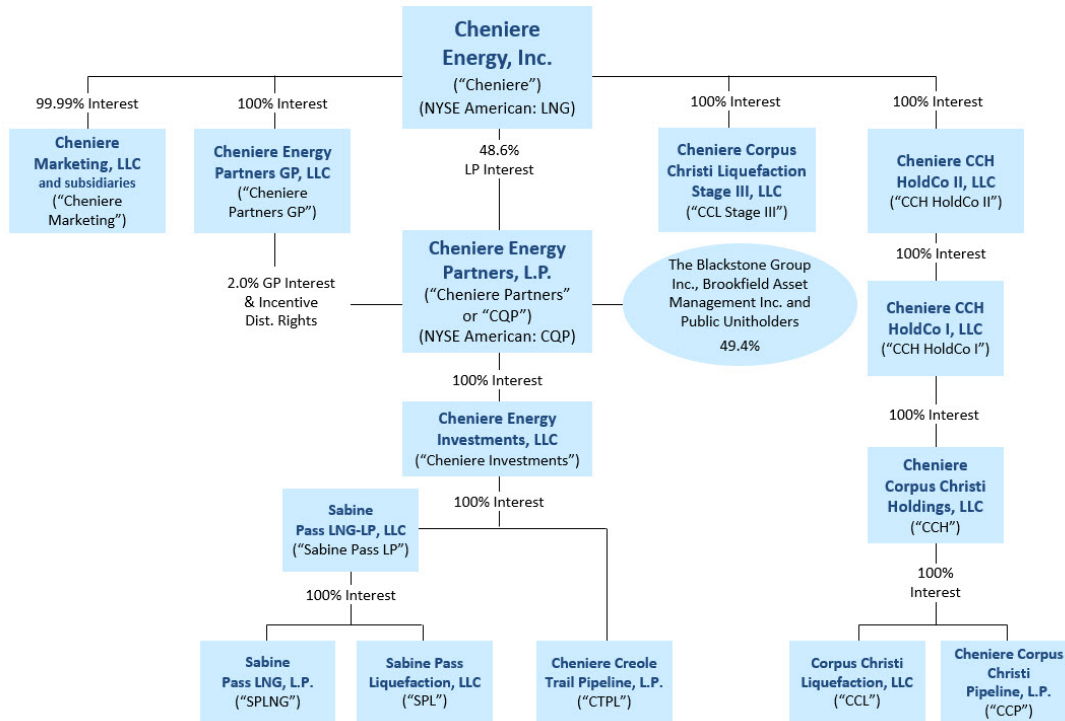 Cheniere
Energy, Inc.
(“Cheniere”)
(NYSE American: LNG)
99.99% Interest
100% Interest
100% Interest
100% Interest
Cheniere
Marketing, LLC
and subsidiaries
(“Cheniere
Marketing”)
Cheniere Energy
Partners GP, LLC
(“Cheniere
Partners GP”)
48.6%
LP Interest
Cheniere Corpus
Christi Liquefaction
Stage III, LLC
(“CCL Stage III”)
Cheniere CCH
HoldCo II, LLC
(“CCH HoldCo II”)
2.0% GP Interest
& Incentive
Dist. Rights
Cheniere Energy
Partners, L.P.
(“Cheniere Partners”
or “CQP”)
(NYSE American: CQP)
The Blackstone Group
Inc., Brookfield Asset
Management Inc. and
Public Unitholders
49.4%
100% Interest
Cheniere CCH
HoldCo I, LLC
(“CCH HoldCo I”)
100% Interest
Cheniere Energy
Investments, LLC
(“Cheniere Investments”)
100% Interest
100% Interest
Cheniere
Corpus Christi
Holdings, LLC
(“CCH”)
Sabine
Pass LNG-LP, LLC
(“Sabine Pass LP”)
100% Interest
100%
Interest
Sabine
Pass LNG, L.P.
(“SPLNG”)
Sabine Pass
Liquefaction, LLC
(“SPL”)
Cheniere Creole
Trail Pipeline, L.P.
(“CTPL”)
Corpus Christi
Liquefaction, LLC
(“CCL”)
Cheniere Corpus
Christi
Pipeline, L.P.
(“CCP”)